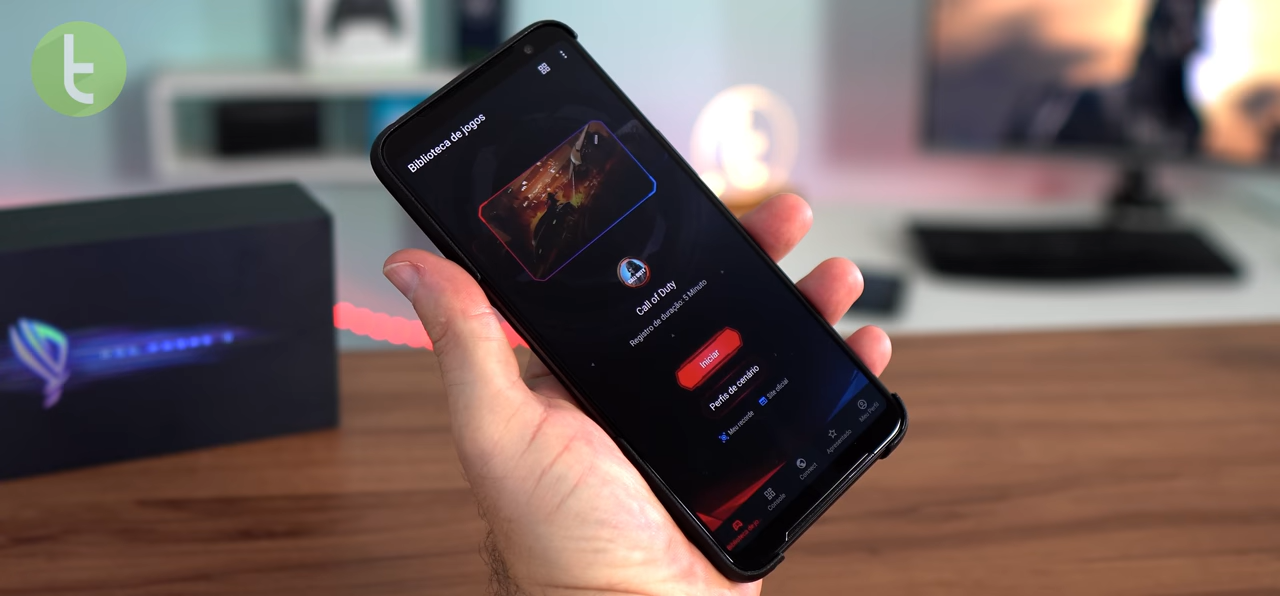 t
Biblioteca de jogos
Call of Duty
Registro de duração: 5 Minuto
Iniciar
Perfis de cenário
Meu recorde
Site oficial
Console
Connect
Apresentado
Meu Perfil